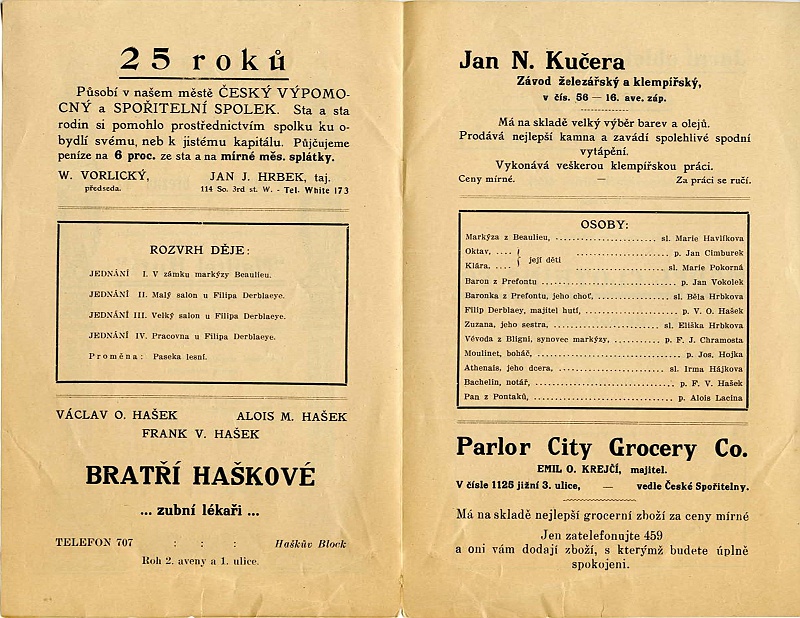 25 roků
Působí v našem městě ČESKÝ VÝPOMO-
CNÝ a SPOŘITELNÍ SPOLEK. Sta a sta
rodin si pomohlo prostřednictvím spolku ku o-
bydlí svému, neb k jistému kapitálu. Půjčujeme
peníze na 6 proc. ze sta a na mírné měs. splátky.
W. VORLICKÝ, JAN J. HRBEK, taj.
předseda. 114 So. 3rd st. W. - Tel. White 173
ROZVRH DĚJE:
JEDNÁNÍ I. V zámku markýzy Beaulieu.
JEDNÁNÍ II. Malý salon u Filipa Derblaeye.
JEDNÁNÍ III. Velký salon u Filipa Derblaeye.
JEDNÁNÍ IV. Pracovna u Filipa Derblaeye.
Proměna: Paseka lesní.
VÁCLAV O. HAŠEK ALOIS M. HAŠEK
FRANK V. HAŠEK
BRATŘÍ HAŠKOVÉ
... zubní lékaři ...
TELEFON 707 : : : Haškův Block
Roh 2. aveny a 1. ulice.
Jan N. Kučera
Závod železářský a klempířský,
v čís. 56 — 16. ave. záp.
Má na skladě velký výběr barev a olejů.
Prodává nejlepší kamna a zavádí spolehlivé spodní
vytápění.
Vykonává veškerou klempířskou práci.
Ceny mírné. — Za práci se ručí.
OSOBY:
Markýza z Beaulieu, ........................ sl. Marie Havlíkova
Oktav, .... { její děti ...................... p. Jan Cimburek
Klára, .... { ...................... sl. Marie Pokorná
Baron z Prefontu ........................ p. Jan Vokolek
Baronka z Prefontu, jeho choť, ................ sl. Běla Hrbkova
Filip Derblaey, majitel hutí, .................. p. V. O. Hašek
Zuzana, jeho sestra, ........................ sl. Eliška Hrbkova
Vévoda z Bligni, synovec markýzy, ............ p. F. J. Chramosta
Moulinet, boháč, ............................ p. Jos. Hojka
Athenais, jeho dcera, ........................ sl. Irma Hájkova
Bachelin, notář, ............................ p. F. V. Hašek
Pan z Pontaků, ............................ p. Alois Lacina
Parlor City Grocery Co.
EMIL O. KREJČÍ, majitel.
V čísle 1125 jižní 3. ulice, — vedle České Spořitelny.
Má na skladě nejlepší grocerní zboží za ceny mírné
Jen zatelefonujte 459
a oni vám dodají zboží, s kterýmž budete úplně
spokojeni.